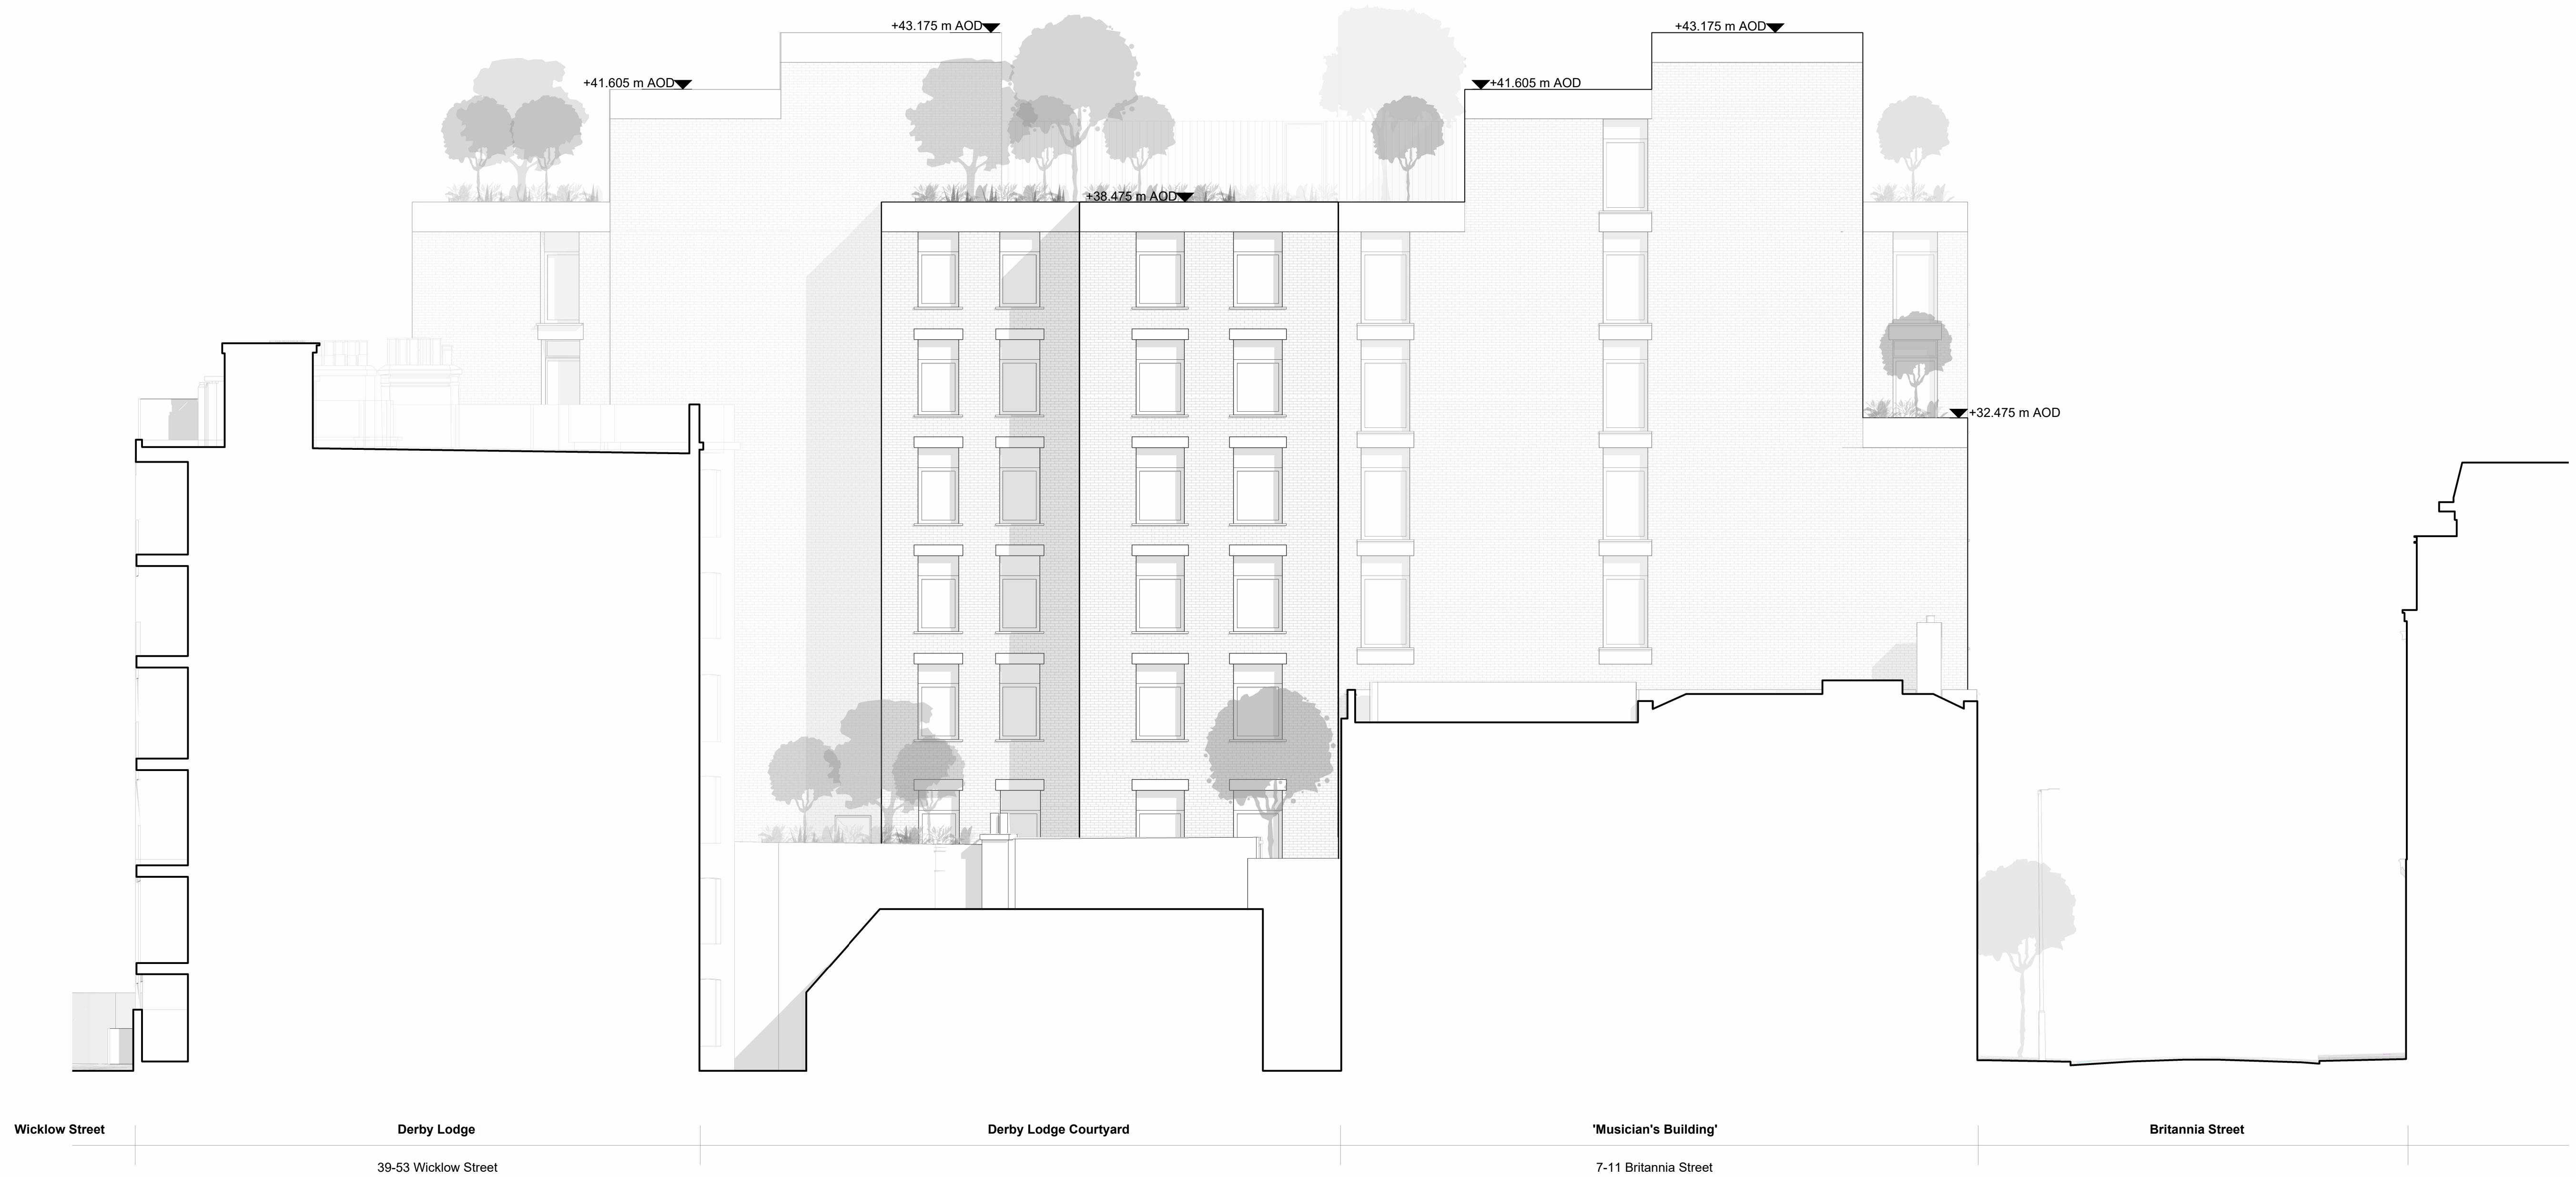 +43.175 m AOD
+43.175 m AOD
+41.605 m AOD
+41.605 m AOD
+38.475 m AOD
+32.475 m AOD
Wicklow Street
Derby Lodge
Derby Lodge Courtyard
'Musician's Building'
Britannia Street
39-53 Wicklow Street
7-11 Britannia Street